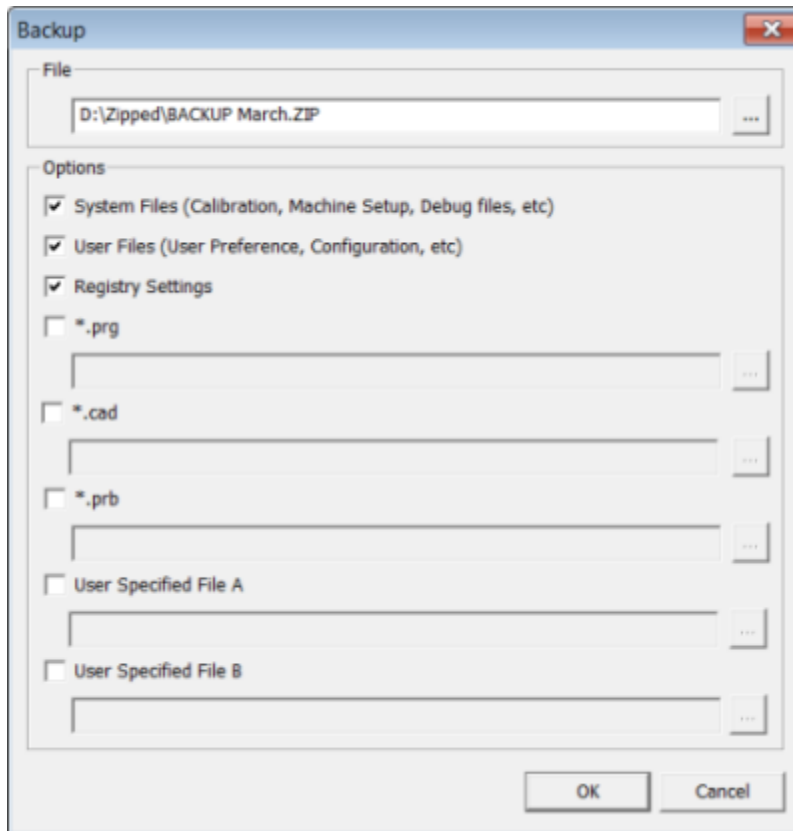 Backup
File
D:\Zipped\BACKUP March.ZIP
...
Options
System Files (Calibration, Machine Setup, Debug files, etc)
User Files (User Preference, Configuration, etc)
Registry Settings
*.prg
...
*.cad
...
*.prb
...
User Specified File A
...
User Specified File B
...
OK
Cancel